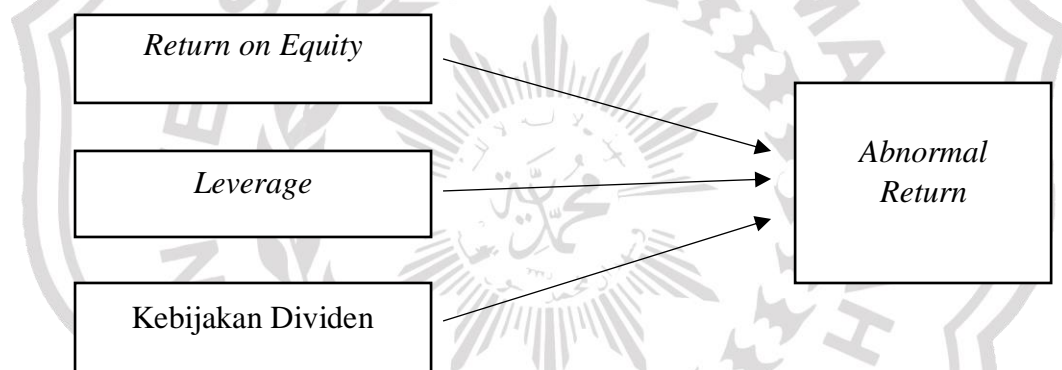 Return on Equity
Leverage
Kebijakan Dividen
Abnormal
Return